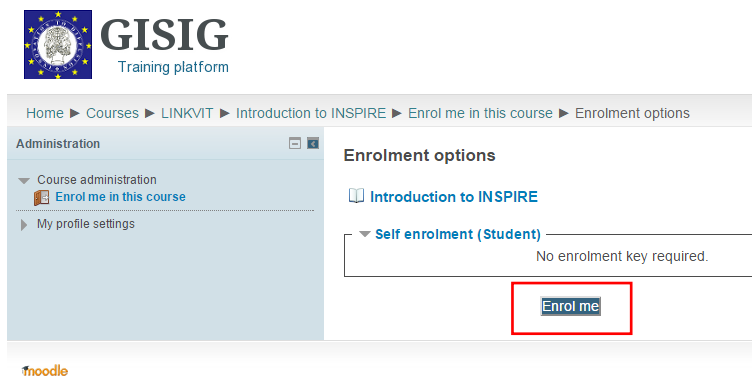 GISIG
Training platform
Home ► Courses ► LINKVIT ► Introduction to INSPIRE ► Enrol me in this course ► Enrolment options
Administration
Course administration
Enrol me in this course
My profile settings
Enrolment options
Introduction to INSPIRE
Self enrolment (Student)
No enrolment key required.
Enrol me
moodle